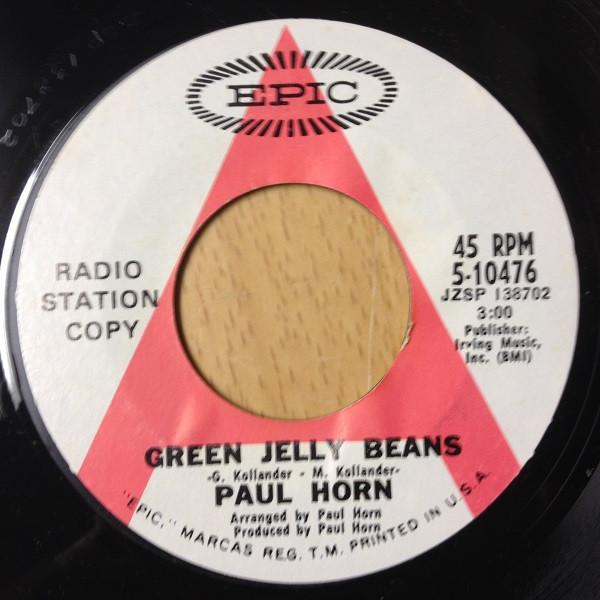 EPIC
RADIO
STATION
COPY
45 RPM
5-10476
JZSP 138702
3:00
Publisher:
Irving Music,
Inc. (BMI)
GREEN JELLY BEANS
-G. Kollander - M. Kollander-
PAUL HORN
Arranged by Paul Horn
Produced by Paul Horn
"EPIC," MARCAS REG. T.M. PRINTED IN U.S.A.